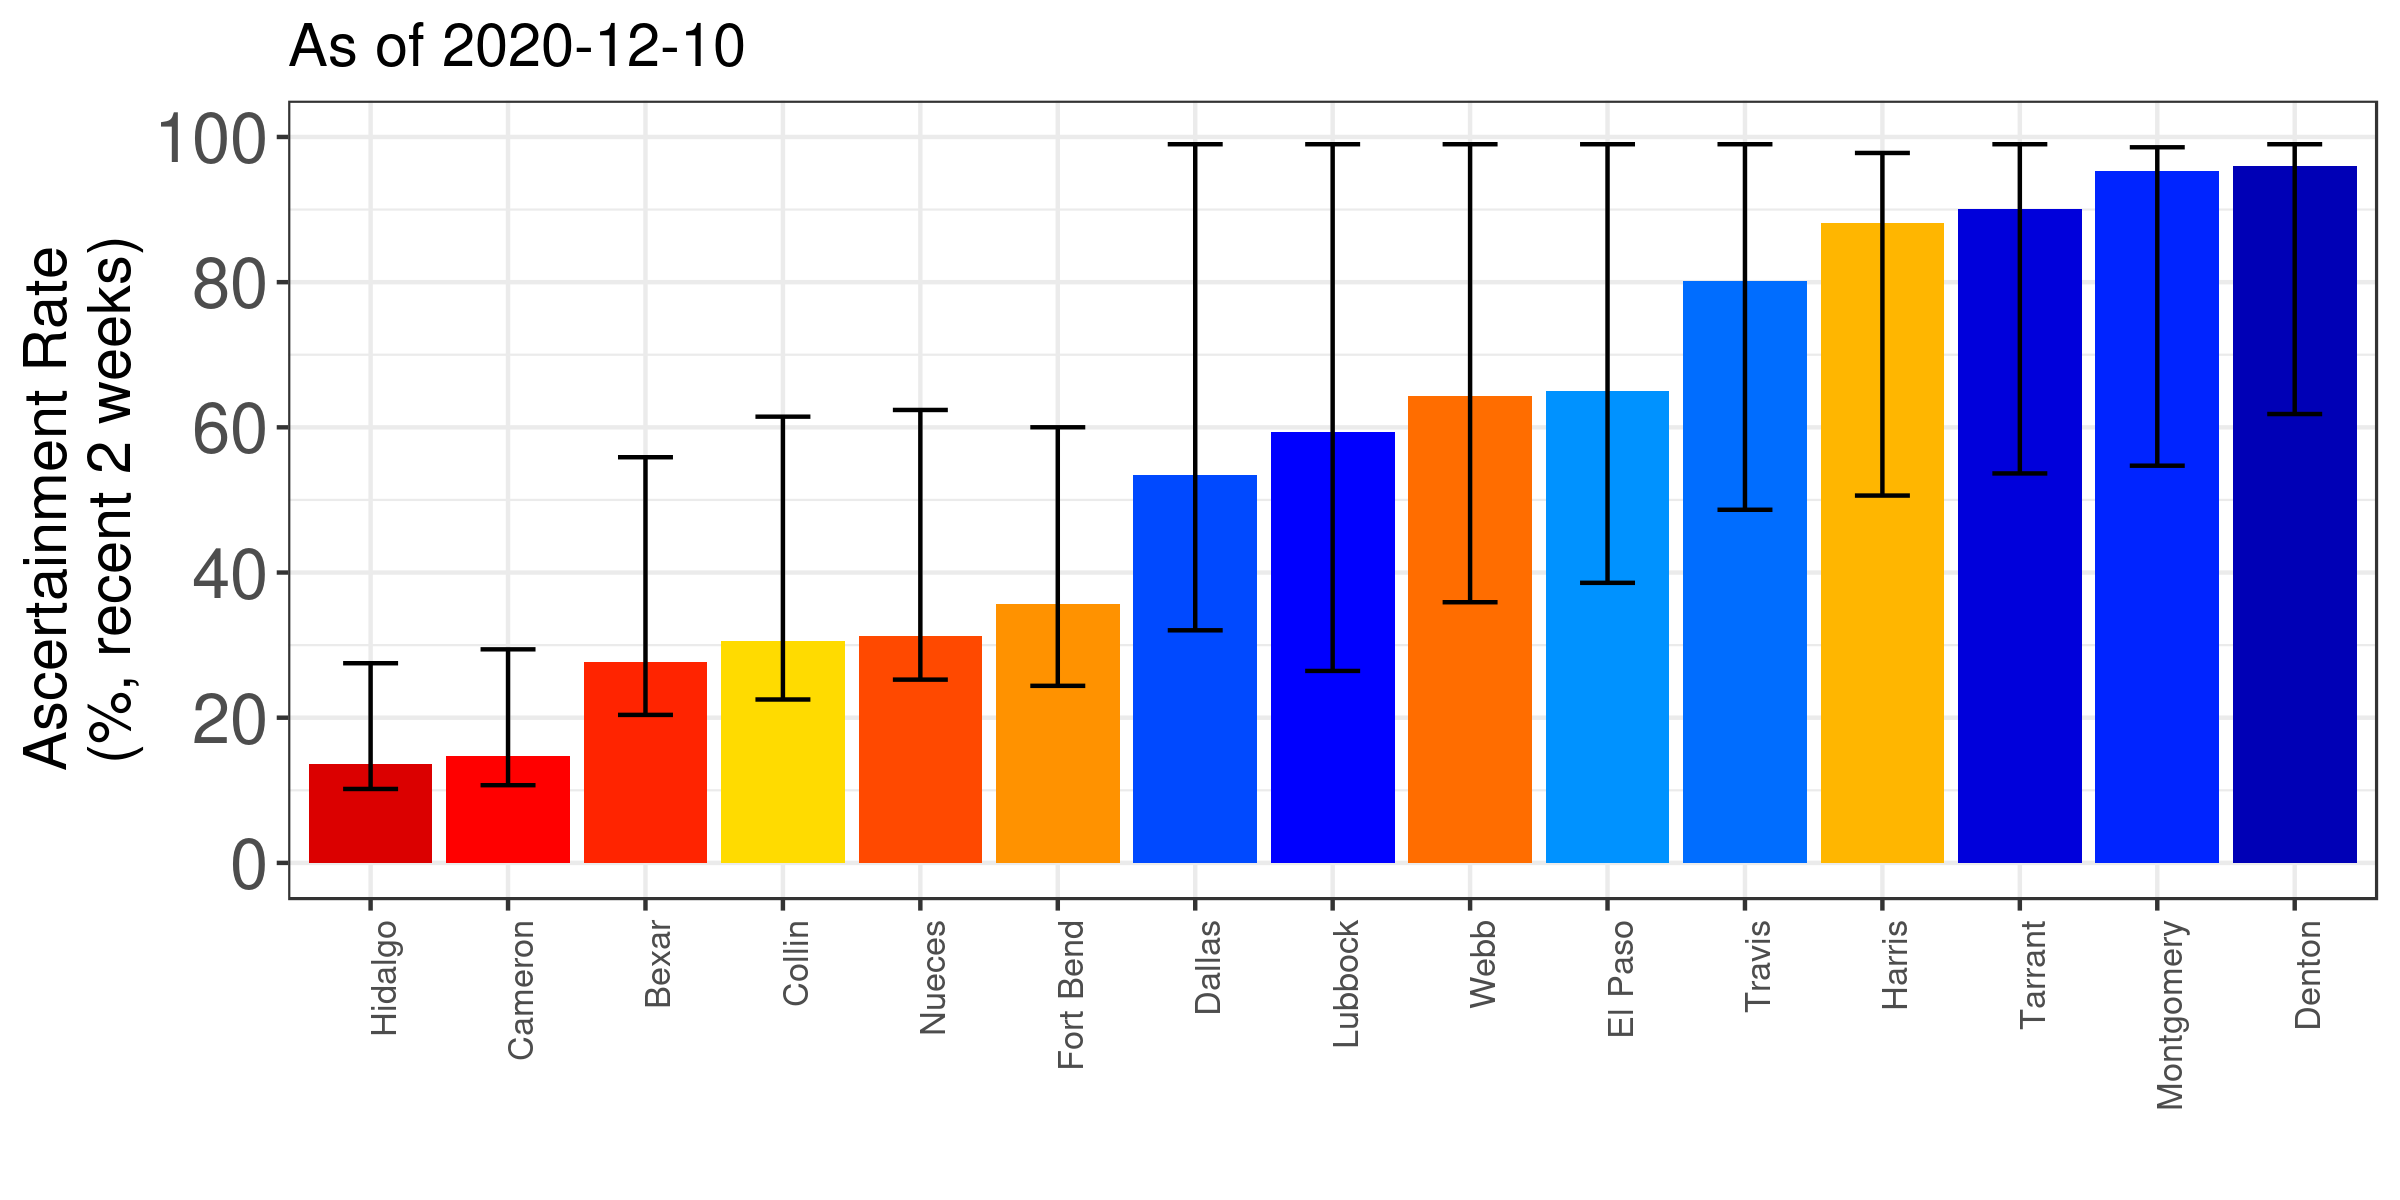 As of 2020-12-10
Ascertainment Rate
(%, recent 2 weeks)
100
80
60
40
20
0
Hidalgo
Cameron
Bexar
Collin
Nueces
Fort Bend
Dallas
Lubbock
Webb
El Paso
Travis
Harris
Tarrant
Montgomery
Denton